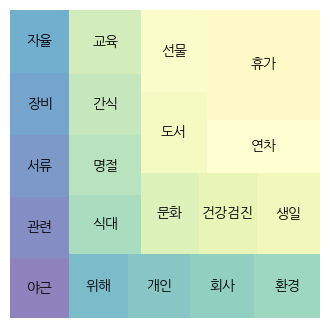 자율
교육
선물
휴가
장비
간식
도서
연차
서류
명절
관련
식대
문화
건강검진
생일
야근
위해
개인
회사
환경